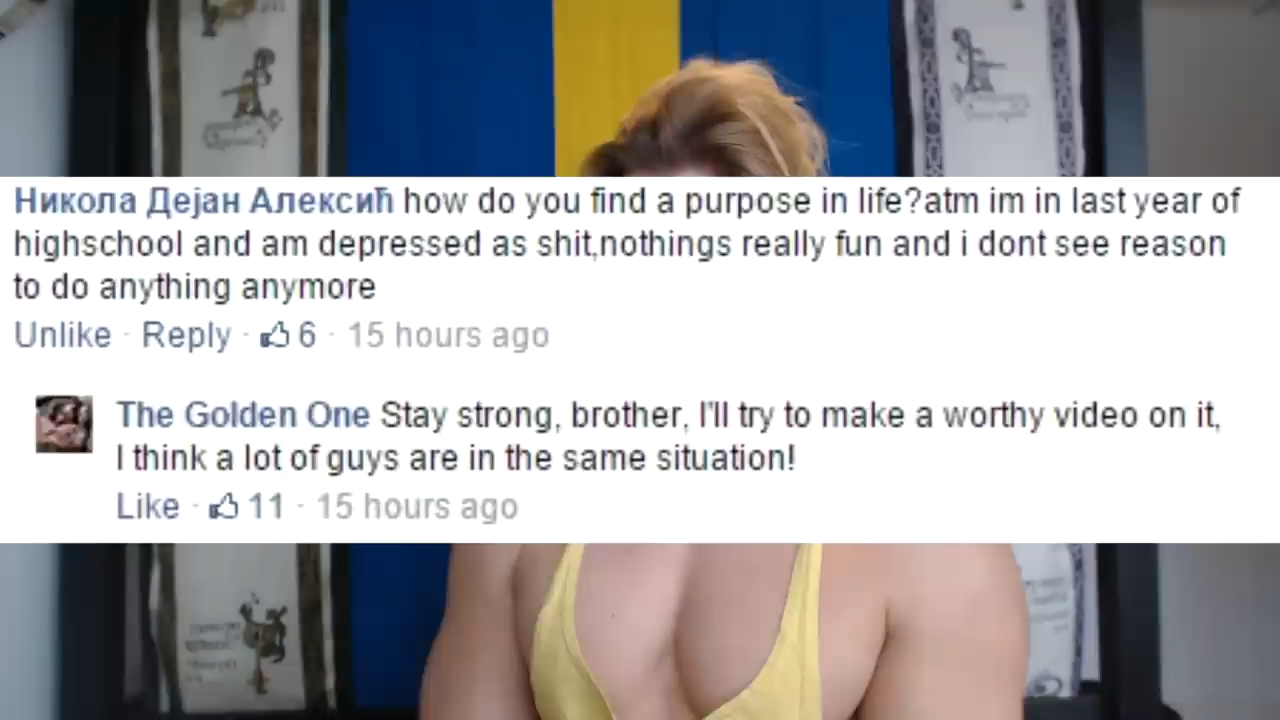 Никола Дејан Алексић how do you find a purpose in life?atm im in last year of
highschool and am depressed as shit,nothings really fun and i dont see reason
to do anything anymore
Unlike · Reply · 6 · 15 hours ago
The Golden One Stay strong, brother, I'll try to make a worthy video on it,
I think a lot of guys are in the same situation!
Like · 11 · 15 hours ago